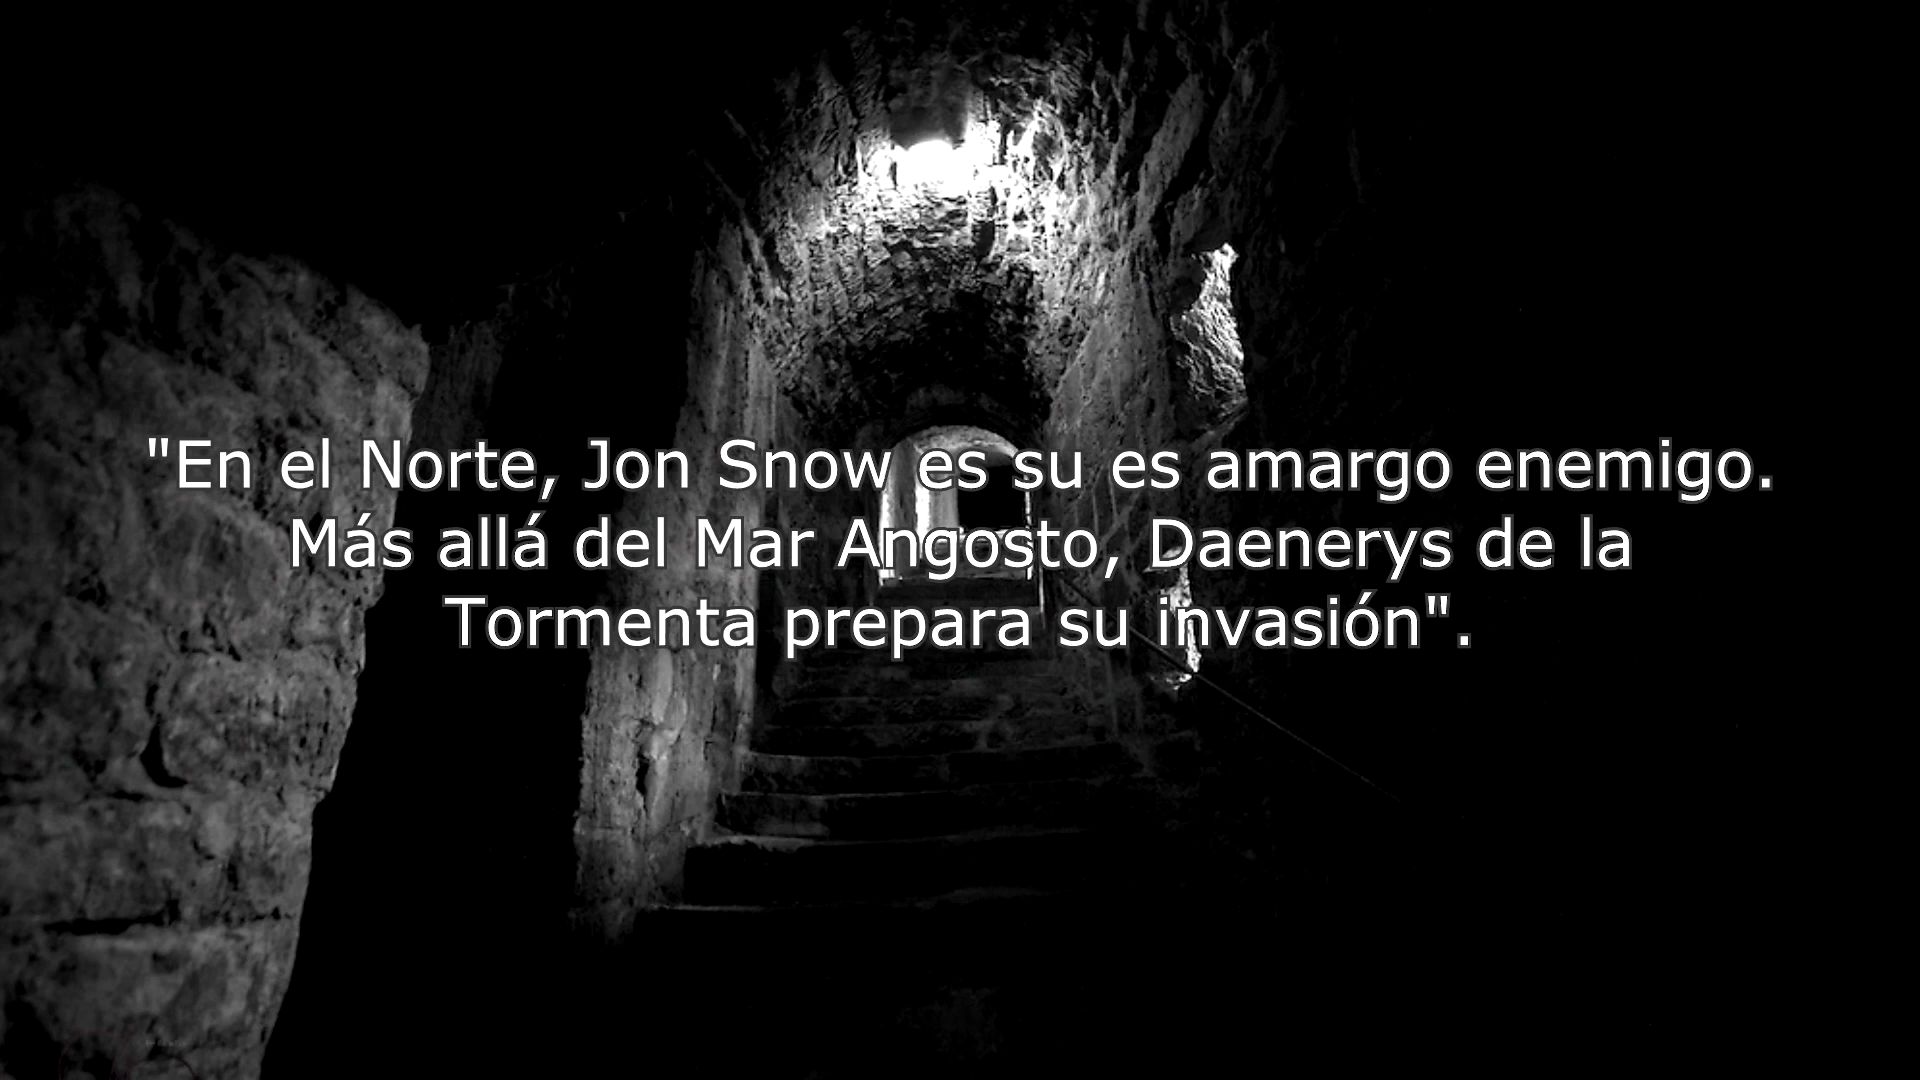 "En el Norte, Jon Snow es su es amargo enemigo.
Más allá del Mar Angosto, Daenerys de la
Tormenta prepara su invasión".